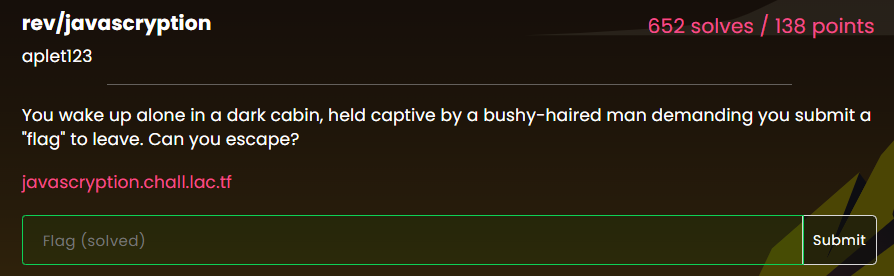 rev/javascryption
652 solves / 138 points
aplet123
You wake up alone in a dark cabin, held captive by a bushy-haired man demanding you submit a
"flag" to leave. Can you escape?
javascryption.chall.lac.tf
Flag (solved)
Submit